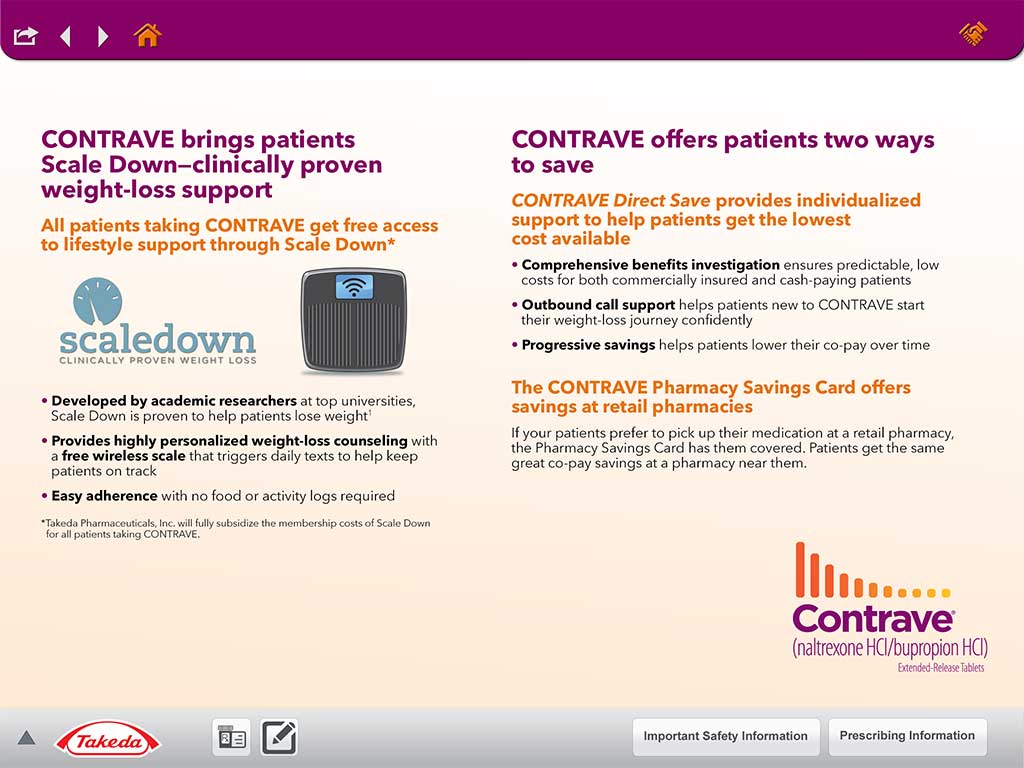 CONTRAVE brings patients
Scale Down—clinically proven
weight-loss support
All patients taking CONTRAVE get free access
to lifestyle support through Scale Down*
scaledown
CLINICALLY PROVEN WEIGHT LOSS
• Developed by academic researchers at top universities,
Scale Down is proven to help patients lose weight¹
• Provides highly personalized weight-loss counseling with
a free wireless scale that triggers daily texts to help keep
patients on track
• Easy adherence with no food or activity logs required
*Takeda Pharmaceuticals, Inc. will fully subsidize the membership costs of Scale Down
for all patients taking CONTRAVE.
CONTRAVE offers patients two ways
to save
CONTRAVE Direct Save provides individualized
support to help patients get the lowest
cost available
• Comprehensive benefits investigation ensures predictable, low
costs for both commercially insured and cash-paying patients
• Outbound call support helps patients new to CONTRAVE start
their weight-loss journey confidently
• Progressive savings helps patients lower their co-pay over time
The CONTRAVE Pharmacy Savings Card offers
savings at retail pharmacies
If your patients prefer to pick up their medication at a retail pharmacy,
the Pharmacy Savings Card has them covered. Patients get the same
great co-pay savings at a pharmacy near them.
Contrave®
(naltrexone HCl/bupropion HCl)
Extended-Release Tablets
Takeda
Important Safety Information
Prescribing Information